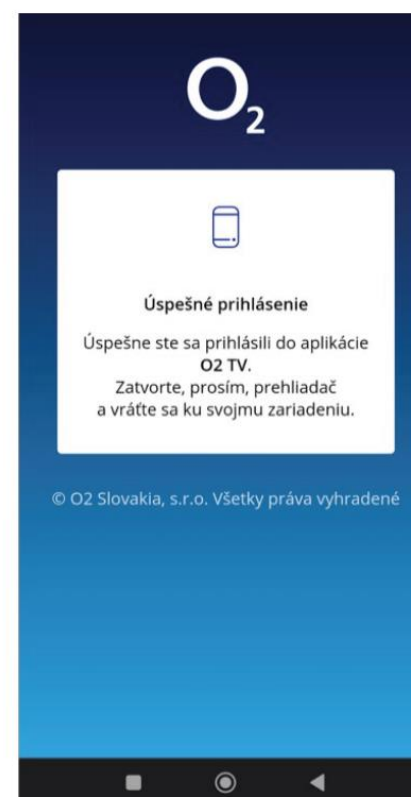 O2
Úspešné prihlásenie
Úspešne ste sa prihlásili do aplikácie
O2 TV.
Zatvorte, prosím, prehliadač
a vráťte sa ku svojmu zariadeniu.
© O2 Slovakia, s.r.o. Všetky práva vyhradené